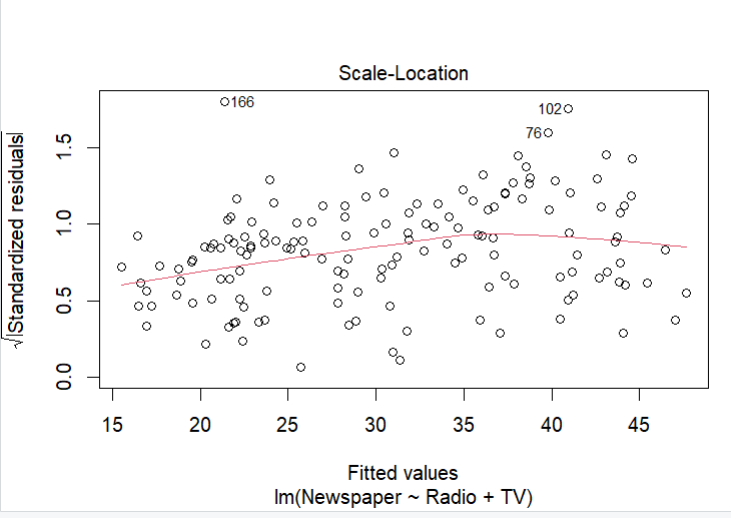 Scale-Location
√|Standardized residuals|
1.5
1.0
0.5
0.0
166
102
76
15 20 25 30 35 40 45
Fitted values
lm(Newspaper ~ Radio + TV)